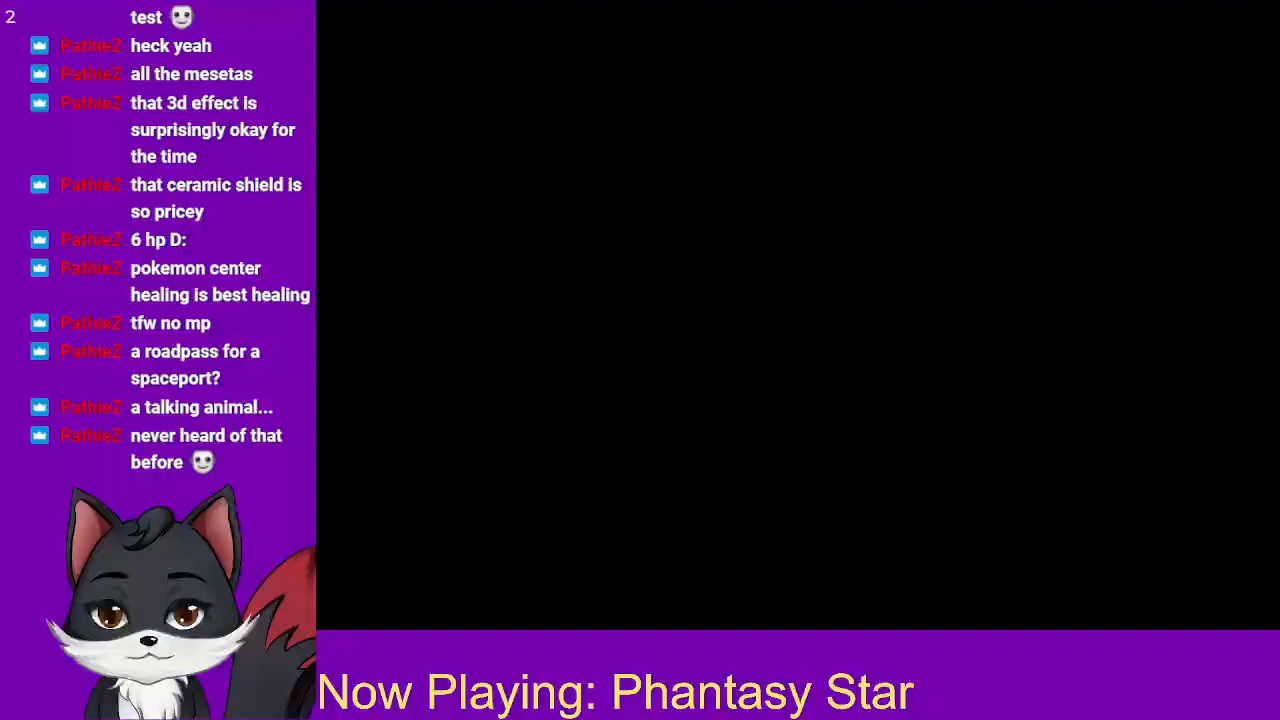 2
test
PathieZ heck yeah
PathieZ all the mesetas
PathieZ that 3d effect is
surprisingly okay for
the time
PathieZ that ceramic shield is
so pricey
PathieZ 6 hp D:
PathieZ pokemon center
healing is best healing
PathieZ tfw no mp
PathieZ a roadpass for a
spaceport?
PathieZ a talking animal...
PathieZ never heard of that
before
Now Playing: Phantasy Star